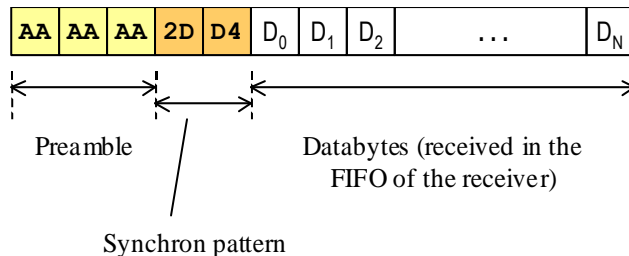 AA AA AA 2D D4 D0 D1 D2 ... DN
Preamble
Databytes (received in the
FIFO of the receiver)
Synchron pattern